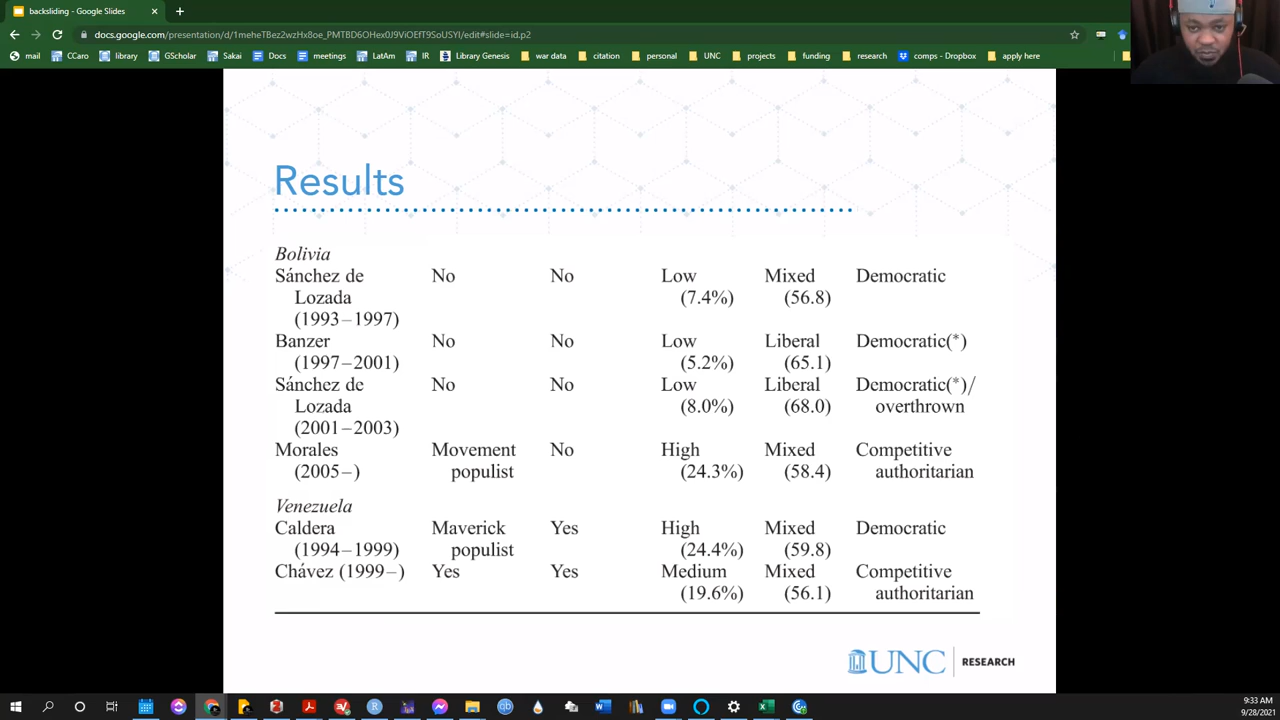 backsliding - Google Slides
docs.google.com/presentation/d/1meheTBez2wzHx8oe_PMTBD6OHex0J9ViOEfT9SoUSYI/edit#slide=id.p2
mail CCaro library GScholar Sakai Docs meetings LatAm IR Library Genesis war data citation personal UNC projects funding research comps - Dropbox apply here
Results
Bolivia
Sánchez de No No Low Mixed Democratic
Lozada (7.4%) (56.8)
(1993–1997)
Banzer No No Low Liberal Democratic(*)
(1997–2001) (5.2%) (65.1)
Sánchez de No No Low Liberal Democratic(*)/
Lozada (8.0%) (68.0) overthrown
(2001–2003)
Morales Movement No High Mixed Competitive
(2005–) populist (24.3%) (58.4) authoritarian
Venezuela
Caldera Maverick Yes High Mixed Democratic
(1994–1999) populist (24.4%) (59.8)
Chávez (1999–) Yes Yes Medium Mixed Competitive
(19.6%) (56.1) authoritarian
UNC RESEARCH
9:33 AM
9/28/2021